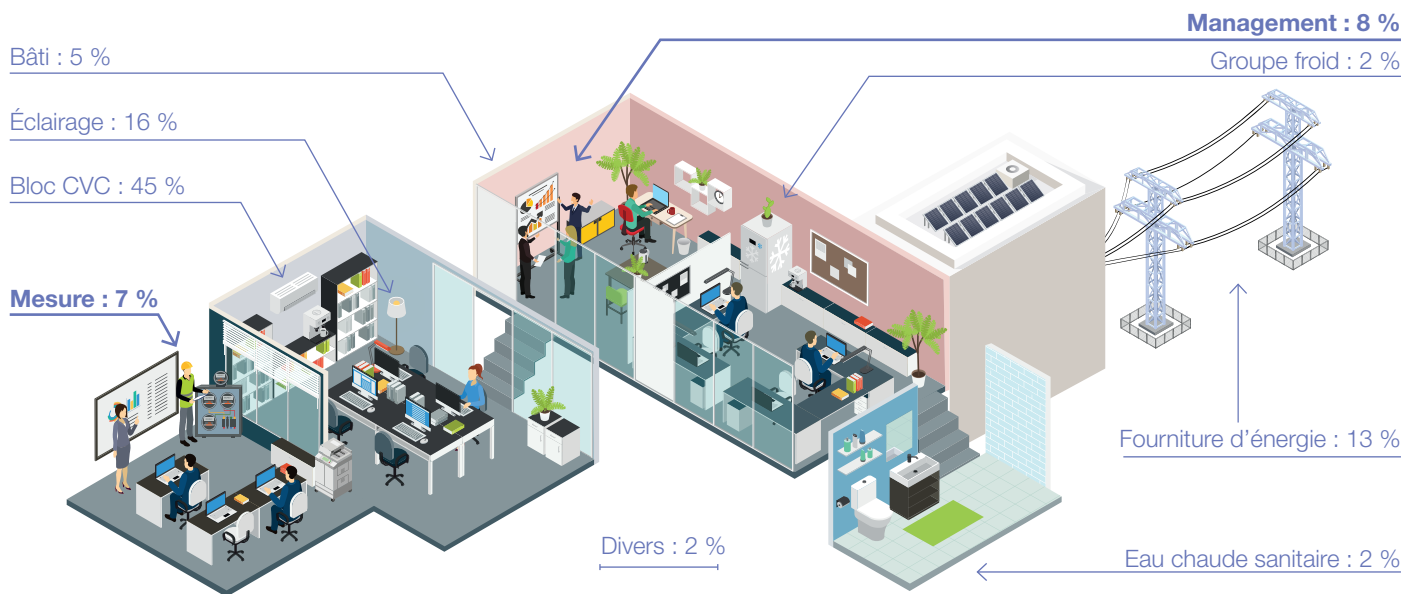 Management : 8 %
Bâti : 5 %
Groupe froid : 2 %
Éclairage : 16 %
Bloc CVC : 45 %
Mesure : 7 %
Fourniture d’énergie : 13 %
Divers : 2 %
Eau chaude sanitaire : 2 %